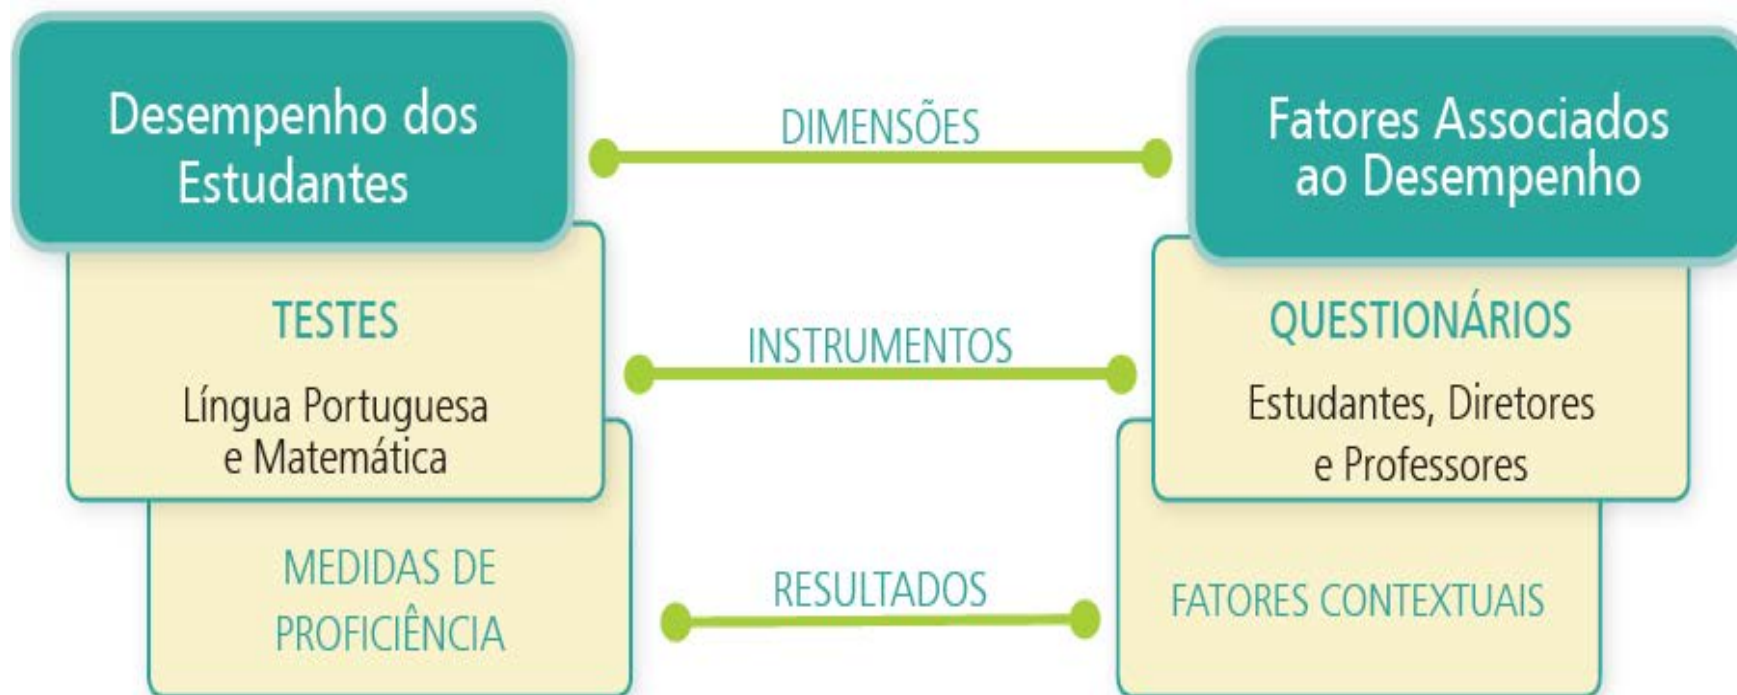 Desempenho dos
Estudantes
DIMENSÕES
Fatores Associados
ao Desempenho
TESTES
Língua Portuguesa
e Matemática
INSTRUMENTOS
QUESTIONÁRIOS
Estudantes, Diretores
e Professores
MEDIDAS DE
PROFICIÊNCIA
RESULTADOS
FATORES CONTEXTUAIS